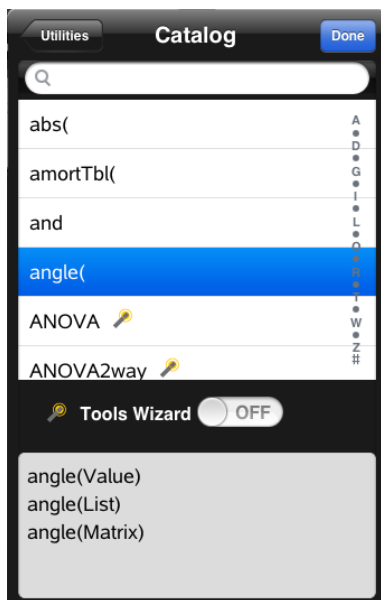 Utilities
Catalog
Done
abs(
amortTbl(
and
angle(
ANOVA
ANOVA2way
A
D
G
I
L
O
R
T
W
Z
#
Tools Wizard
OFF
angle(Value)
angle(List)
angle(Matrix)